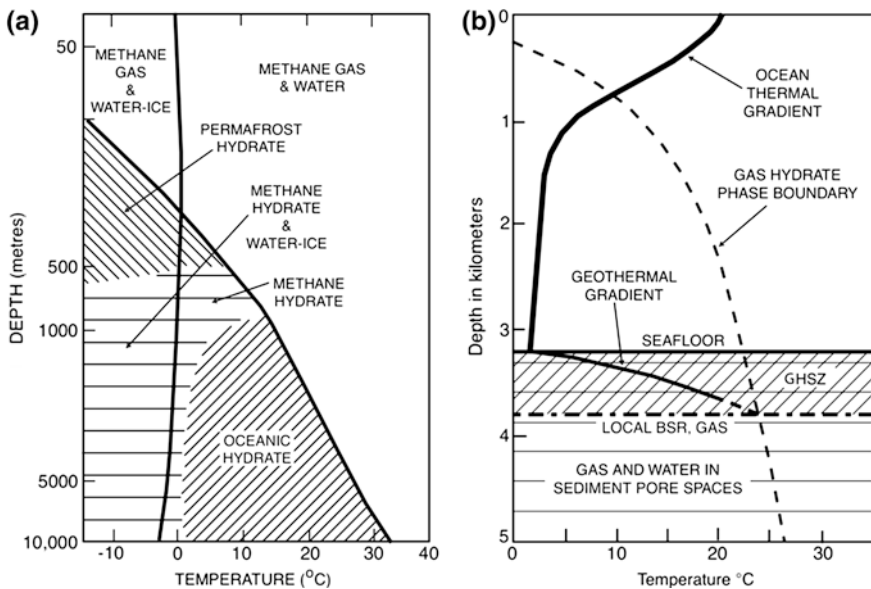 (a)
50
500
1000
5000
10,000
DEPTH (metres)
METHANE
GAS
&
WATER-ICE
METHANE GAS
& WATER
PERMAFROST
HYDRATE
METHANE
HYDRATE
&
WATER-ICE
METHANE
HYDRATE
OCEANIC
HYDRATE
-10
0
10
20
30
40
TEMPERATURE (°C)
(b)
0
1
2
3
4
5
Depth in kilometers
OCEAN
THERMAL
GRADIENT
GAS HYDRATE
PHASE BOUNDARY
GEOTHERMAL
GRADIENT
SEAFLOOR
GHSZ
LOCAL BSR, GAS
GAS AND WATER IN
SEDIMENT PORE SPACES
0
10
20
30
Temperature °C